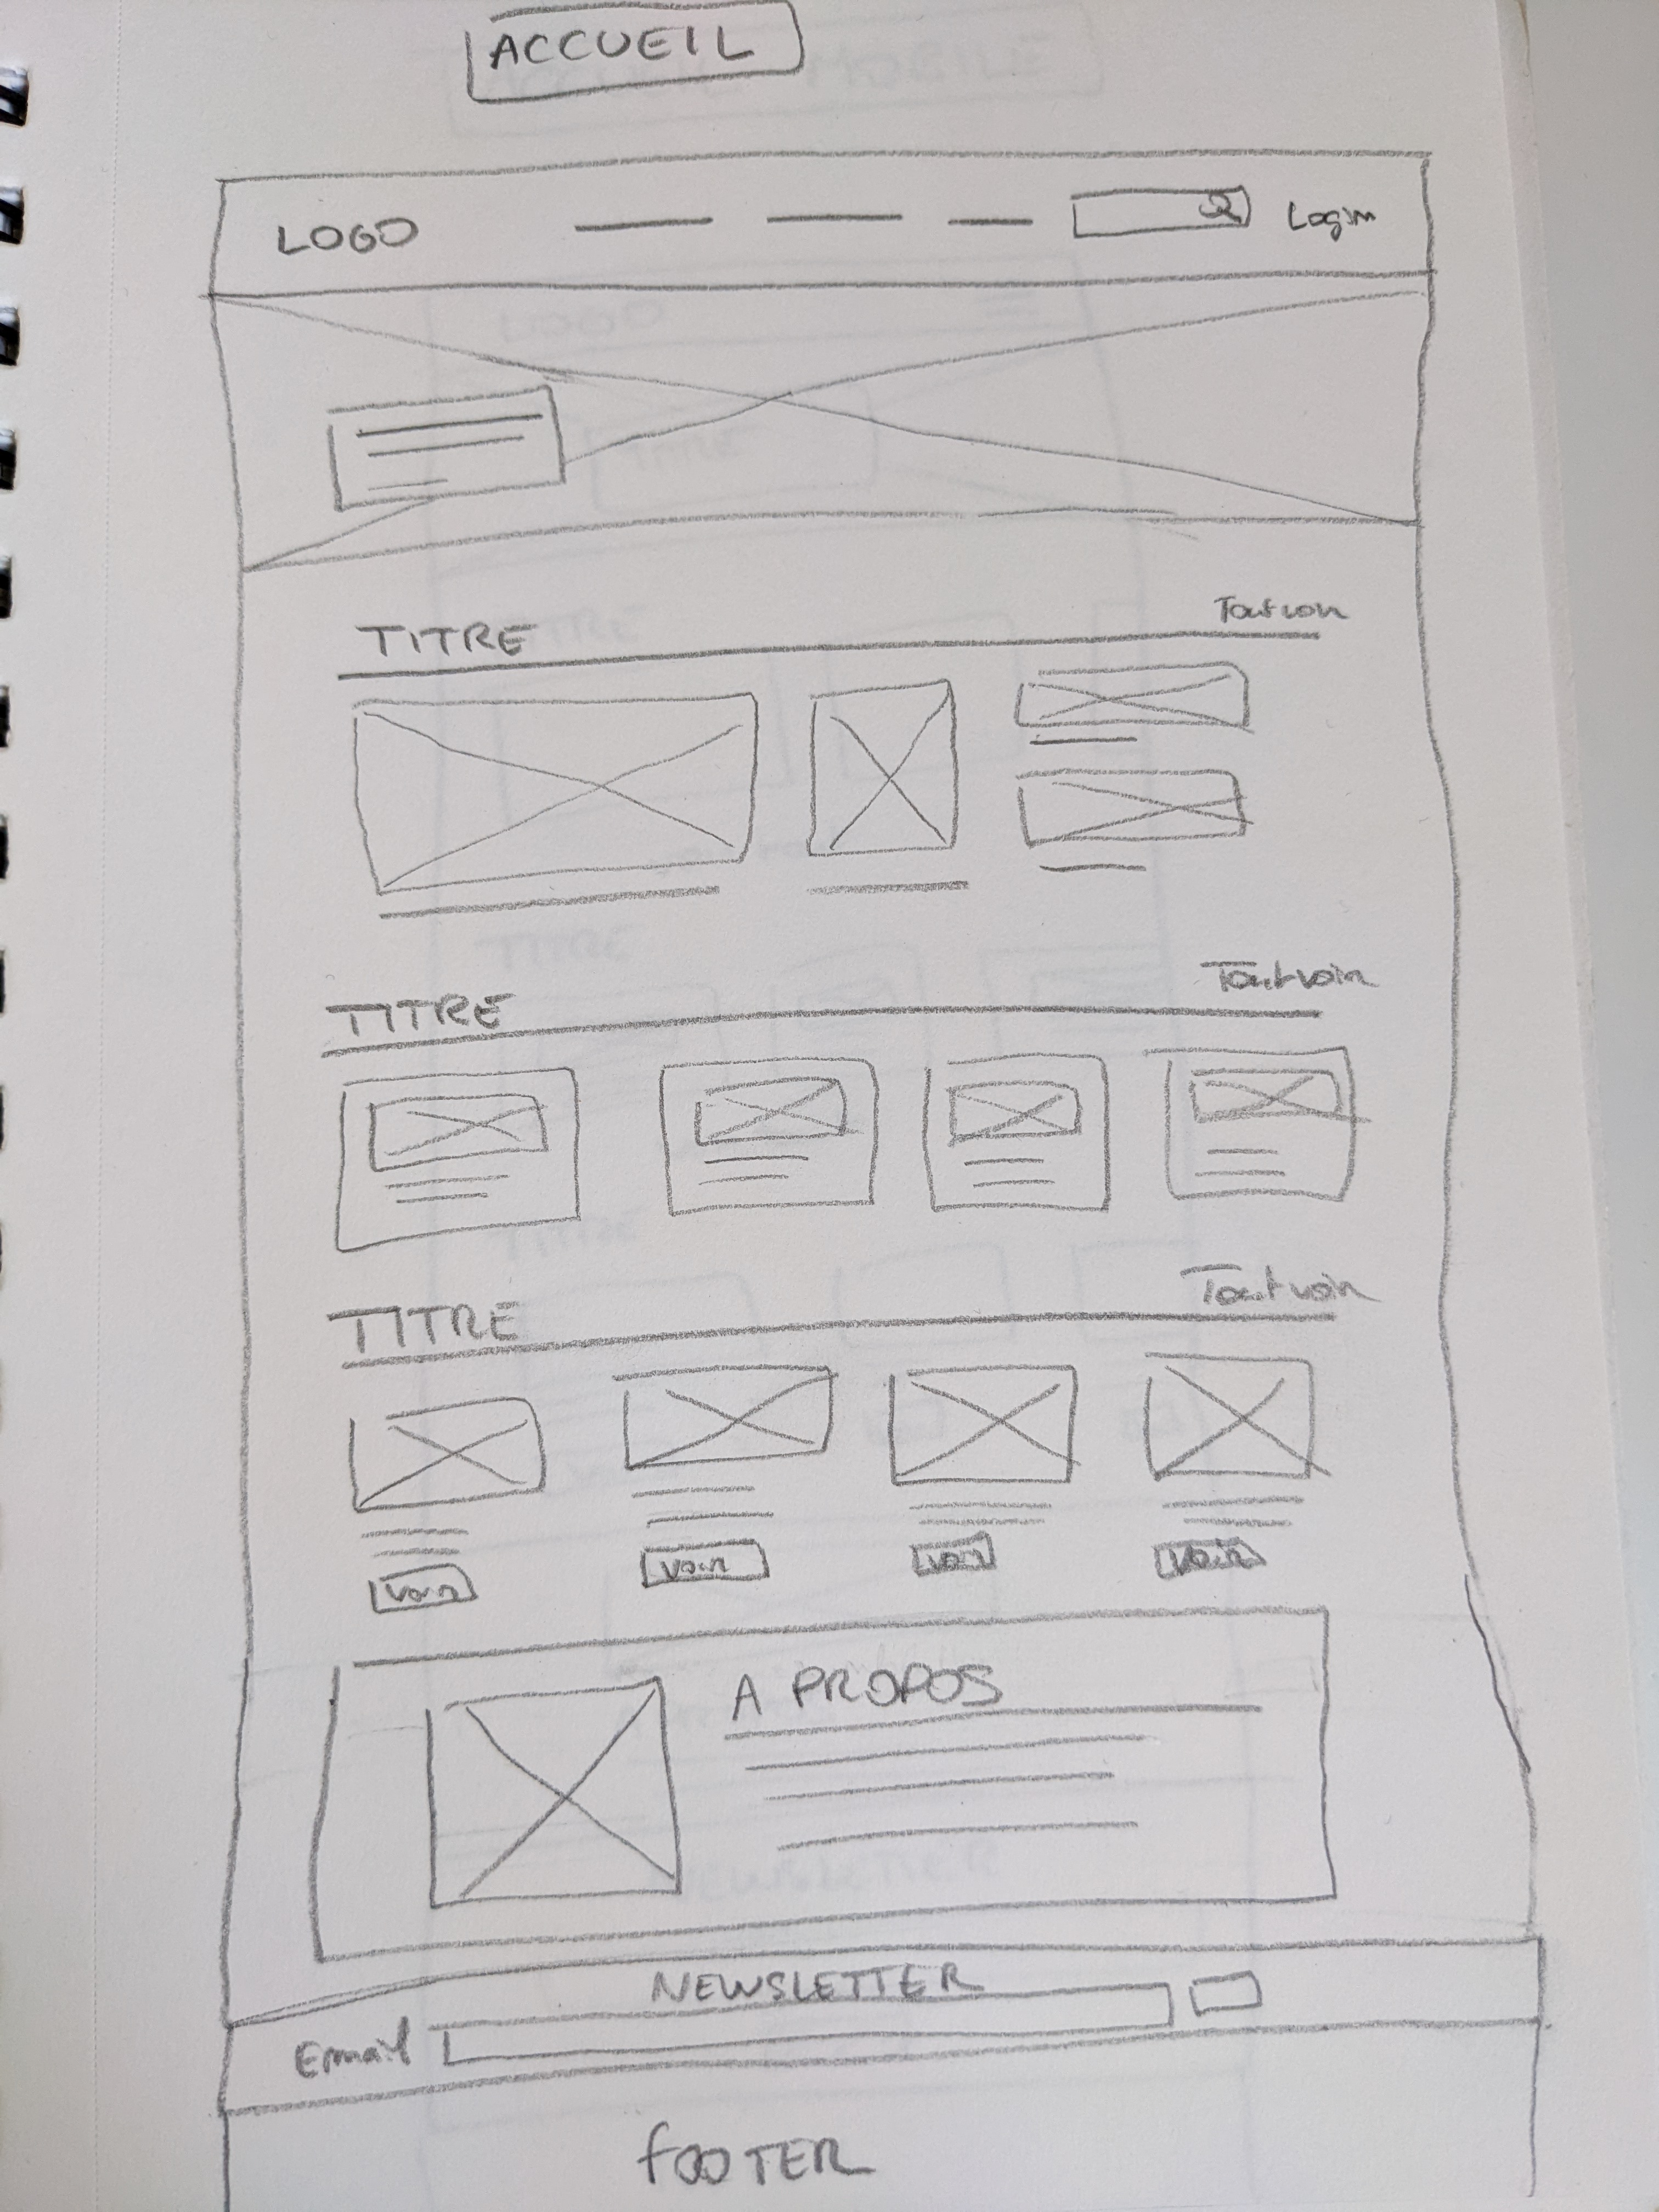 ACCUEIL
LOGO Login
TITRE Tout voir
TITRE Tout voir
TITRE Tout voir
Voir Voir Voir Voir
A PROPOS
NEWSLETTER
Email
FOOTER